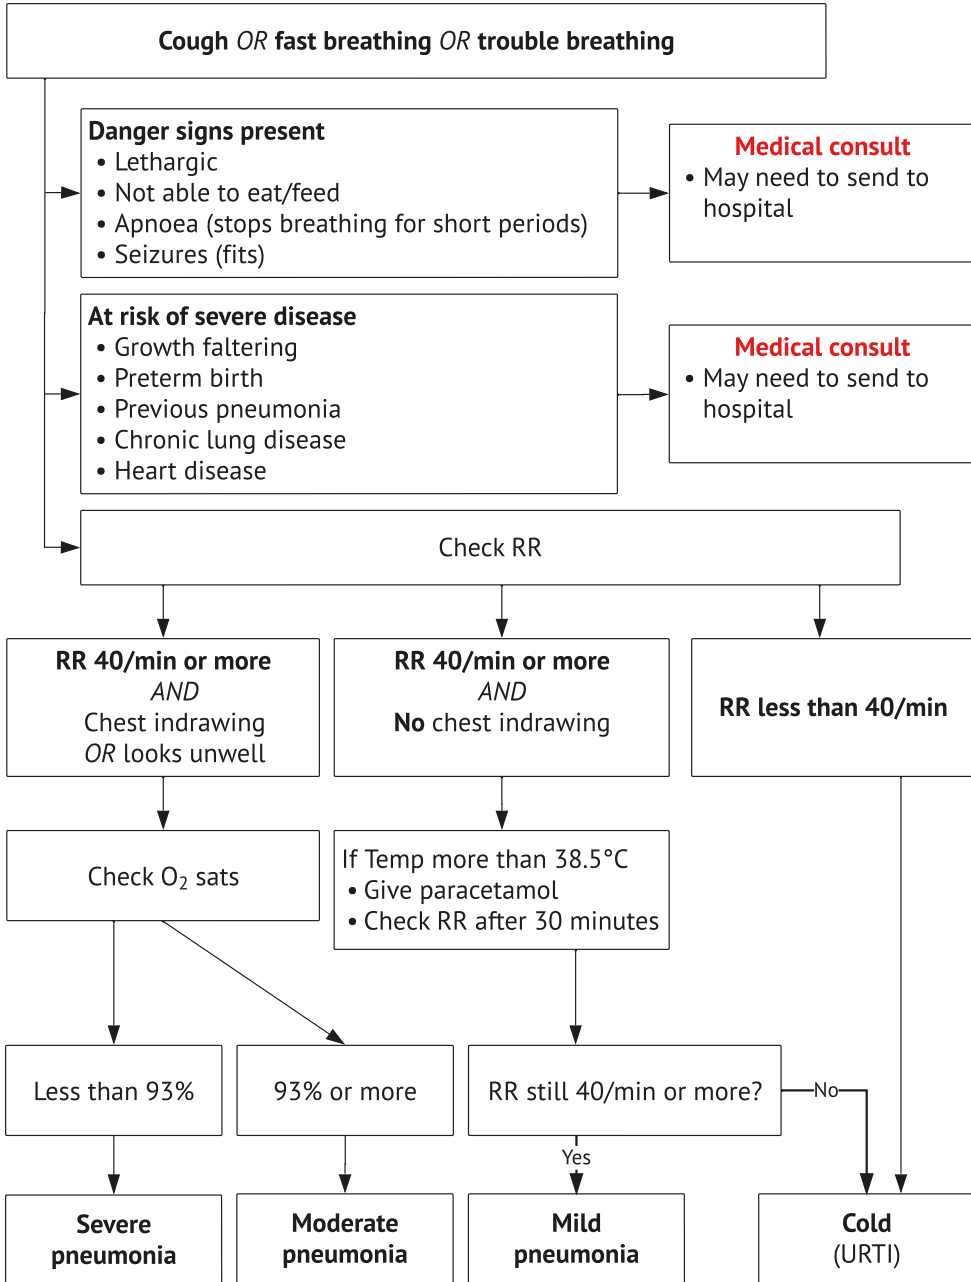 Cough OR fast breathing OR trouble breathing
Danger signs present
• Lethargic
• Not able to eat/feed
• Apnoea (stops breathing for short periods)
• Seizures (fits)
Medical consult
• May need to send to
hospital
At risk of severe disease
• Growth faltering
• Preterm birth
• Previous pneumonia
• Chronic lung disease
• Heart disease
Medical consult
• May need to send to
hospital
Check RR
RR 40/min or more
AND
Chest indrawing
OR looks unwell
RR 40/min or more
AND
No chest indrawing
RR less than 40/min
Check O₂ sats
If Temp more than 38.5°C
• Give paracetamol
• Check RR after 30 minutes
Less than 93%
93% or more
RR still 40/min or more?
No
Yes
Severe
pneumonia
Moderate
pneumonia
Mild
pneumonia
Cold
(URTI)